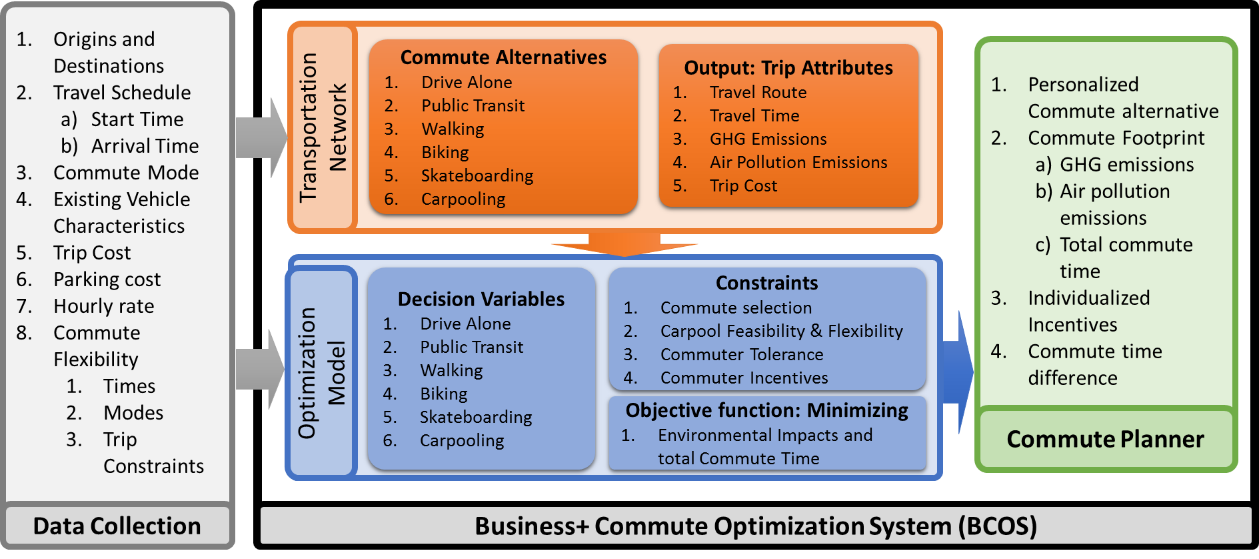 1. Origins and
Destinations
2. Travel Schedule
a) Start Time
b) Arrival Time
3. Commute Mode
4. Existing Vehicle
Characteristics
5. Trip Cost
6. Parking cost
7. Hourly rate
8. Commute
Flexibility
1. Times
2. Modes
3. Trip
Constraints
Data Collection
Transportation
Network
Commute Alternatives
1. Drive Alone
2. Public Transit
3. Walking
4. Biking
5. Skateboarding
6. Carpooling
Output: Trip Attributes
1. Travel Route
2. Travel Time
3. GHG Emissions
4. Air Pollution Emissions
5. Trip Cost
Optimization
Model
Decision Variables
1. Drive Alone
2. Public Transit
3. Walking
4. Biking
5. Skateboarding
6. Carpooling
Constraints
1. Commute selection
2. Carpool Feasibility & Flexibility
3. Commuter Tolerance
4. Commuter Incentives
Objective function: Minimizing
1. Environmental Impacts and
total Commute Time
1. Personalized
Commute alternative
2. Commute Footprint
a) GHG emissions
b) Air pollution
emissions
c) Total commute
time
3. Individualized
Incentives
4. Commute time
difference
Commute Planner
Business+ Commute Optimization System (BCOS)